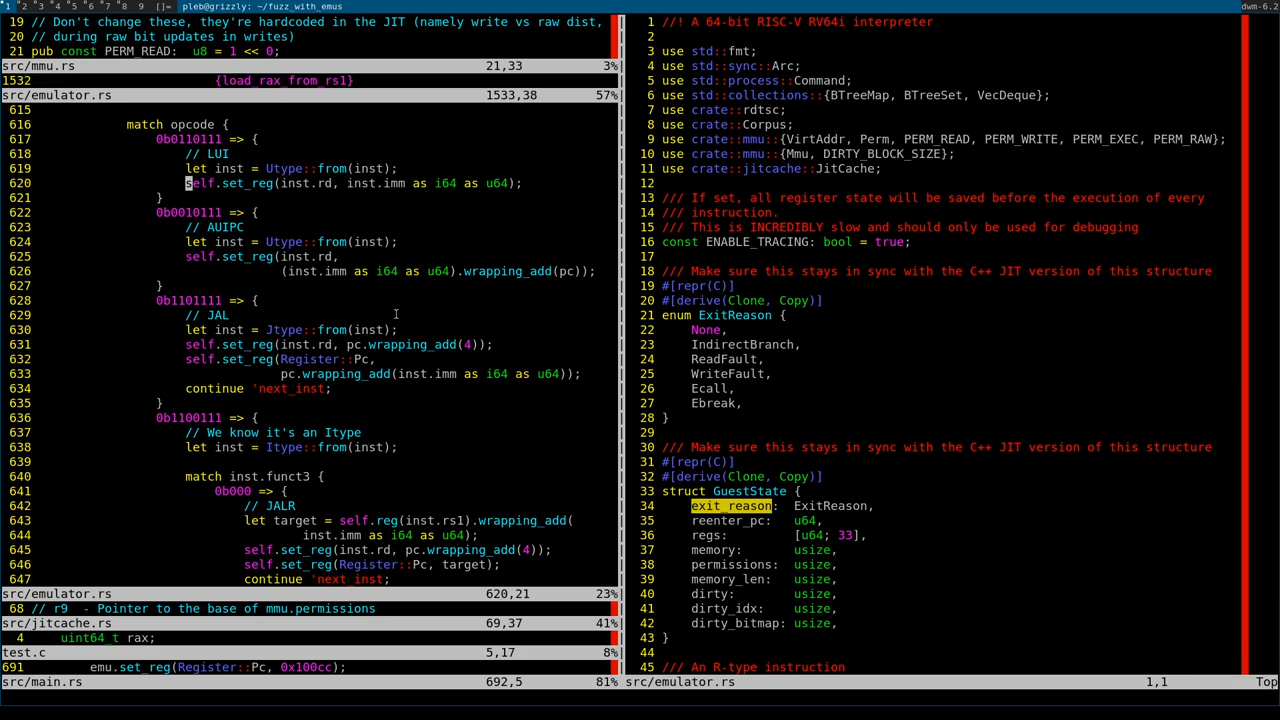 1 2 3 4 5 6 7 8 9 []= pleb@grizzly: ~/fuzz_with_emus dwm-6.2
19 // Don't change these, they're hardcoded in the JIT (namely write vs raw dist,
20 // during raw bit updates in writes)
21 pub const PERM_READ:  u8 = 1 << 0;
src/mmu.rs 21,33 3%
1532 {load_rax_from_rs1}
src/emulator.rs 1533,38 57%
615
616 match opcode {
617 0b0110111 => {
618 // LUI
619 let inst = Utype::from(inst);
620 self.set_reg(inst.rd, inst.imm as i64 as u64);
621 }
622 0b0010111 => {
623 // AUIPC
624 let inst = Utype::from(inst);
625 self.set_reg(inst.rd,
626 (inst.imm as i64 as u64).wrapping_add(pc));
627 }
628 0b1101111 => {
629 // JAL
630 let inst = Jtype::from(inst);
631 self.set_reg(inst.rd, pc.wrapping_add(4));
632 self.set_reg(Register::Pc,
633 pc.wrapping_add(inst.imm as i64 as u64));
634 continue 'next_inst;
635 }
636 0b1100111 => {
637 // We know it's an Itype
638 let inst = Itype::from(inst);
639
640 match inst.funct3 {
641 0b000 => {
642 // JALR
643 let target = self.reg(inst.rs1).wrapping_add(
644 inst.imm as i64 as u64);
645 self.set_reg(inst.rd, pc.wrapping_add(4));
646 self.set_reg(Register::Pc, target);
647 continue 'next_inst;
src/emulator.rs 620,21 23%
68 // r9  - Pointer to the base of mmu.permissions
src/jitcache.rs 69,37 41%
4 uint64_t rax;
test.c 5,17 8%
691 emu.set_reg(Register::Pc, 0x100cc);
src/main.rs 692,5 81%
1 //! A 64-bit RISC-V RV64i interpreter
2
3 use std::fmt;
4 use std::sync::Arc;
5 use std::process::Command;
6 use std::collections::{BTreeMap, BTreeSet, VecDeque};
7 use crate::rdtsc;
8 use crate::Corpus;
9 use crate::mmu::{VirtAddr, Perm, PERM_READ, PERM_WRITE, PERM_EXEC, PERM_RAW};
10 use crate::mmu::{Mmu, DIRTY_BLOCK_SIZE};
11 use crate::jitcache::JitCache;
12
13 /// If set, all register state will be saved before the execution of every
14 /// instruction.
15 /// This is INCREDIBLY slow and should only be used for debugging
16 const ENABLE_TRACING: bool = true;
17
18 /// Make sure this stays in sync with the C++ JIT version of this structure
19 #[repr(C)]
20 #[derive(Clone, Copy)]
21 enum ExitReason {
22 None,
23 IndirectBranch,
24 ReadFault,
25 WriteFault,
26 Ecall,
27 Ebreak,
28 }
29
30 /// Make sure this stays in sync with the C++ JIT version of this structure
31 #[repr(C)]
32 #[derive(Clone, Copy)]
33 struct GuestState {
34 exit_reason:  ExitReason,
35 reenter_pc:   u64,
36 regs:         [u64; 33],
37 memory:       usize,
38 permissions:  usize,
39 memory_len:   usize,
40 dirty:        usize,
41 dirty_idx:    usize,
42 dirty_bitmap: usize,
43 }
44
45 /// An R-type instruction
src/emulator.rs 1,1 Top